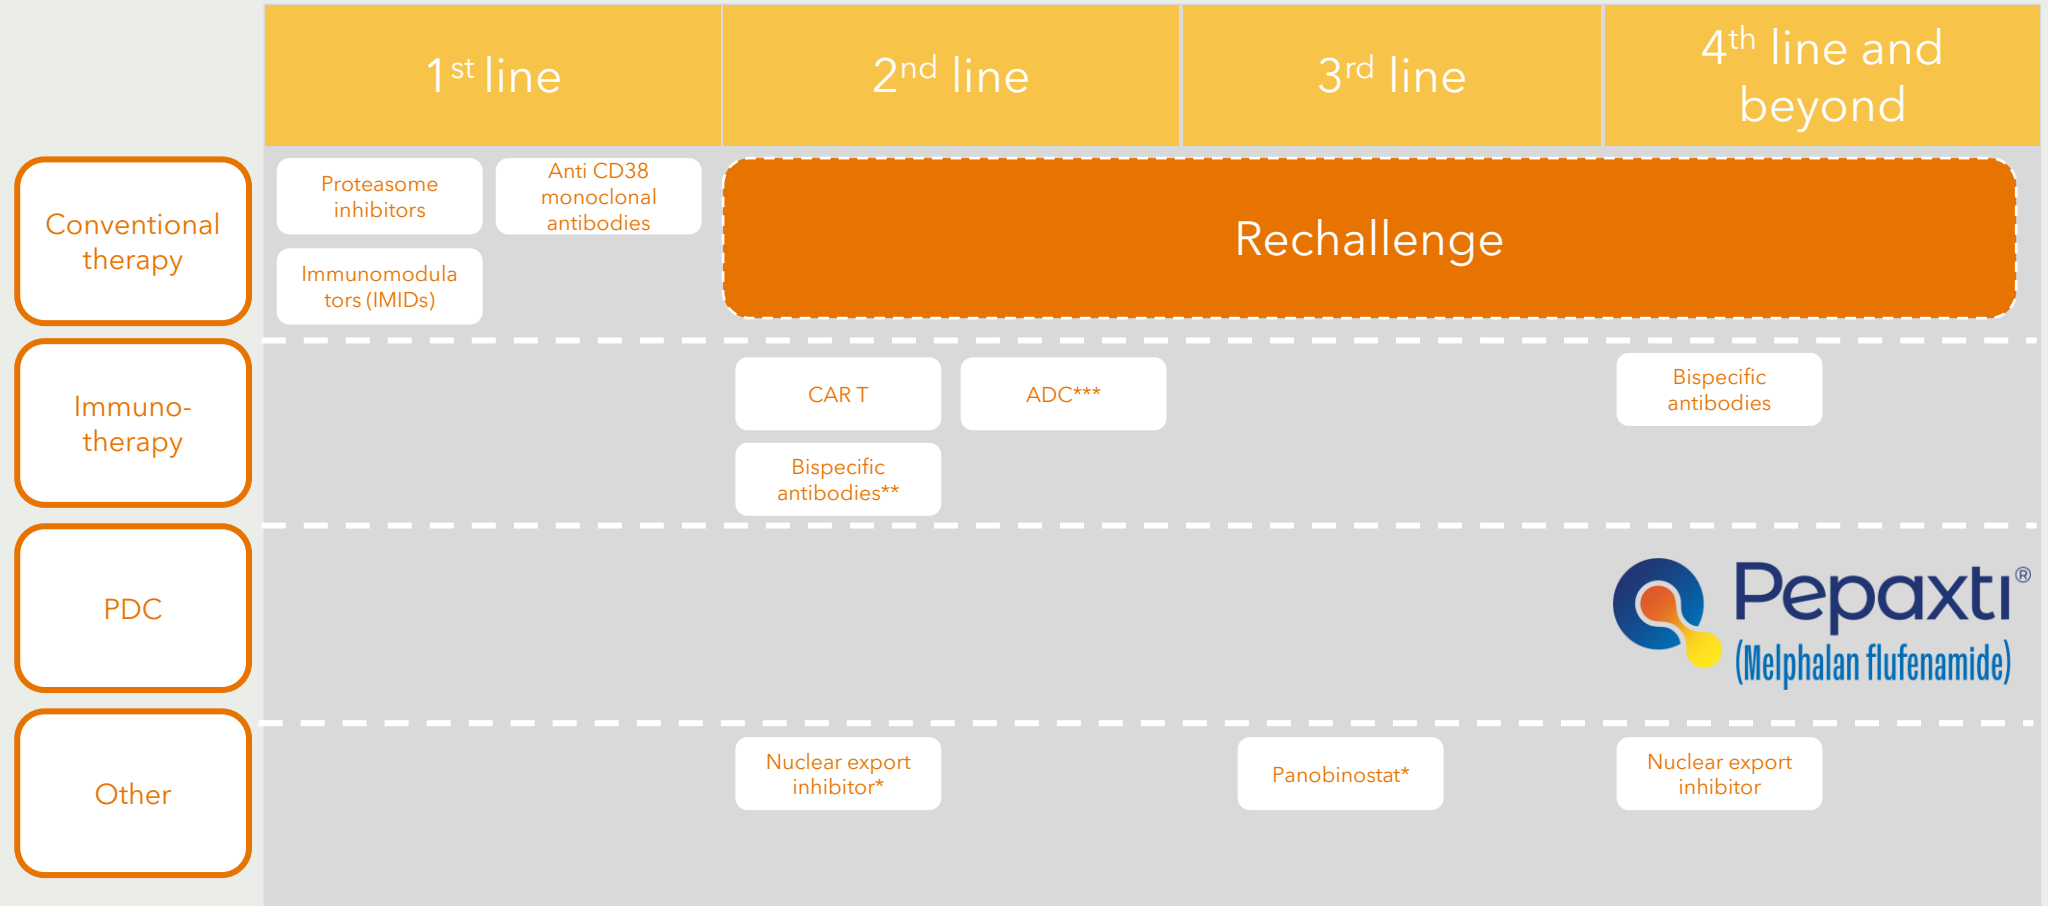 1st line
2nd line
3rd line
4th line and
beyond
Conventional
therapy
Proteasome
inhibitors
Anti CD38
monoclonal
antibodies
Immunomodula
tors (IMIDs)
Rechallenge
Immuno-
therapy
CAR T
ADC***
Bispecific
antibodies
Bispecific
antibodies**
PDC
Pepaxti®
(Melphalan flufenamide)
Other
Nuclear export
inhibitor*
Panobinostat*
Nuclear export
inhibitor